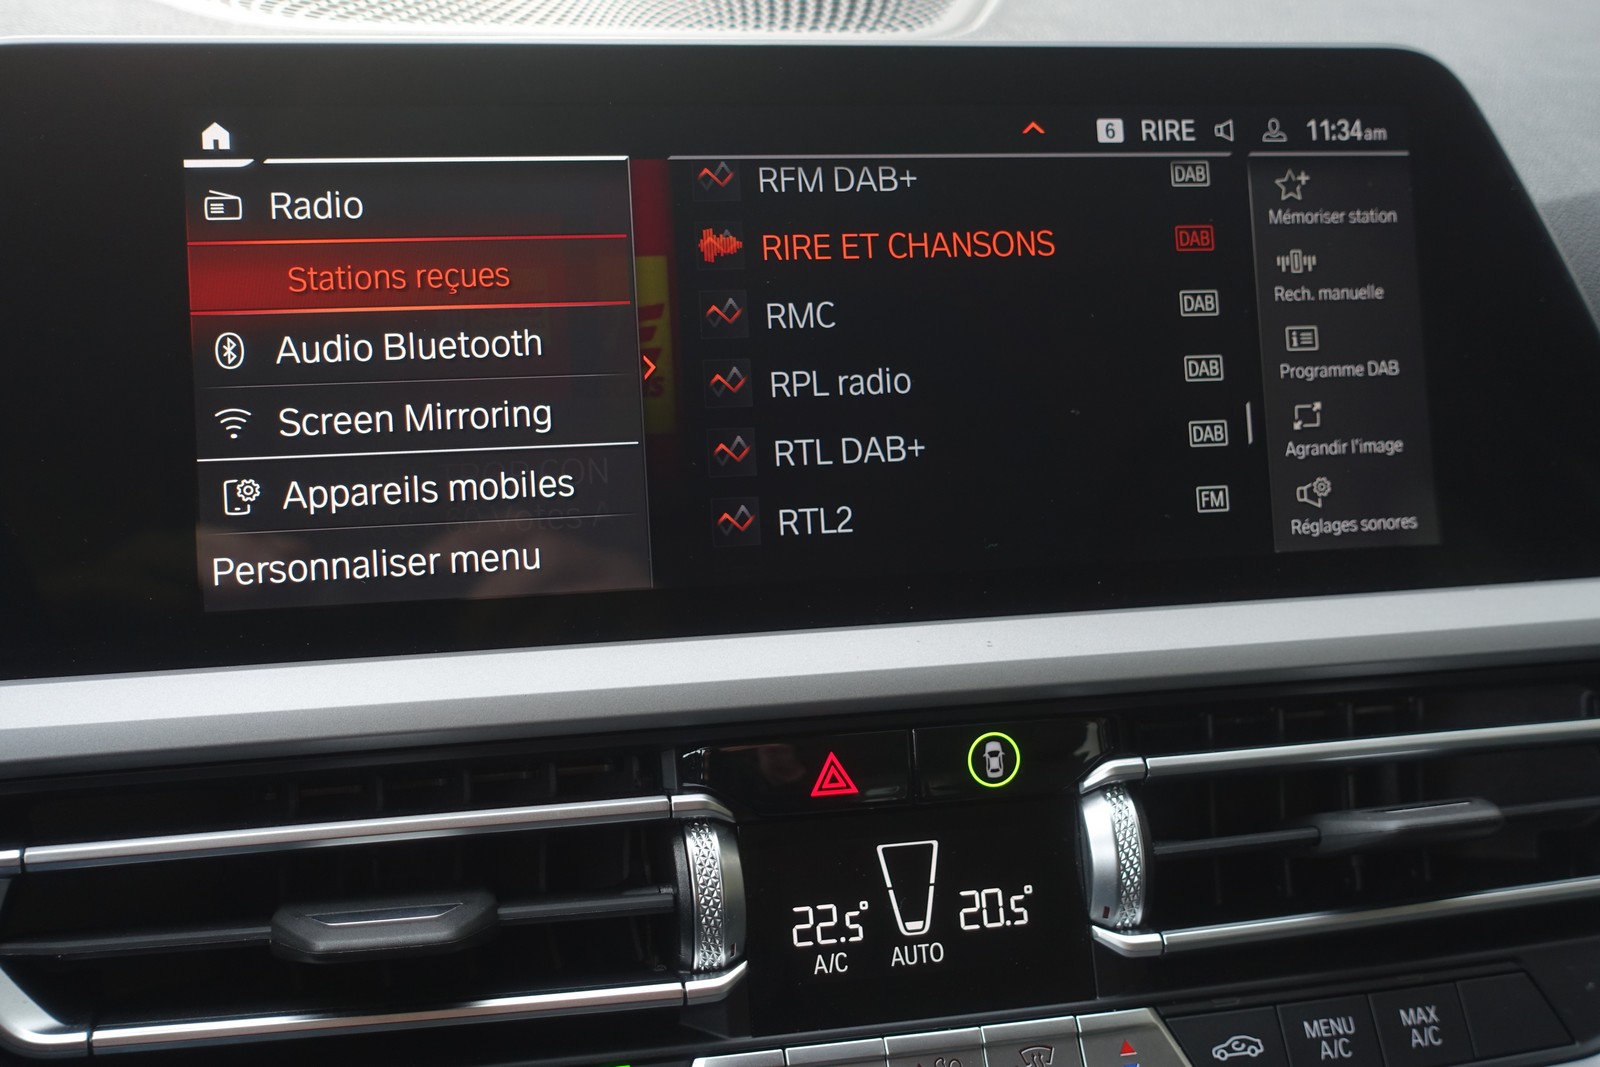 6 RIRE 11:34am
Radio
Stations reçues
Audio Bluetooth
Screen Mirroring
Appareils mobiles
Personnaliser menu
RFM DAB+ DAB
RIRE ET CHANSONS DAB
RMC DAB
RPL radio DAB
RTL DAB+ DAB
RTL2 FM
Mémoriser station
Rech. manuelle
Programme DAB
Agrandir l'image
Réglages sonores
22.5° 20.5°
A/C AUTO
MENU
A/C
MAX
A/C